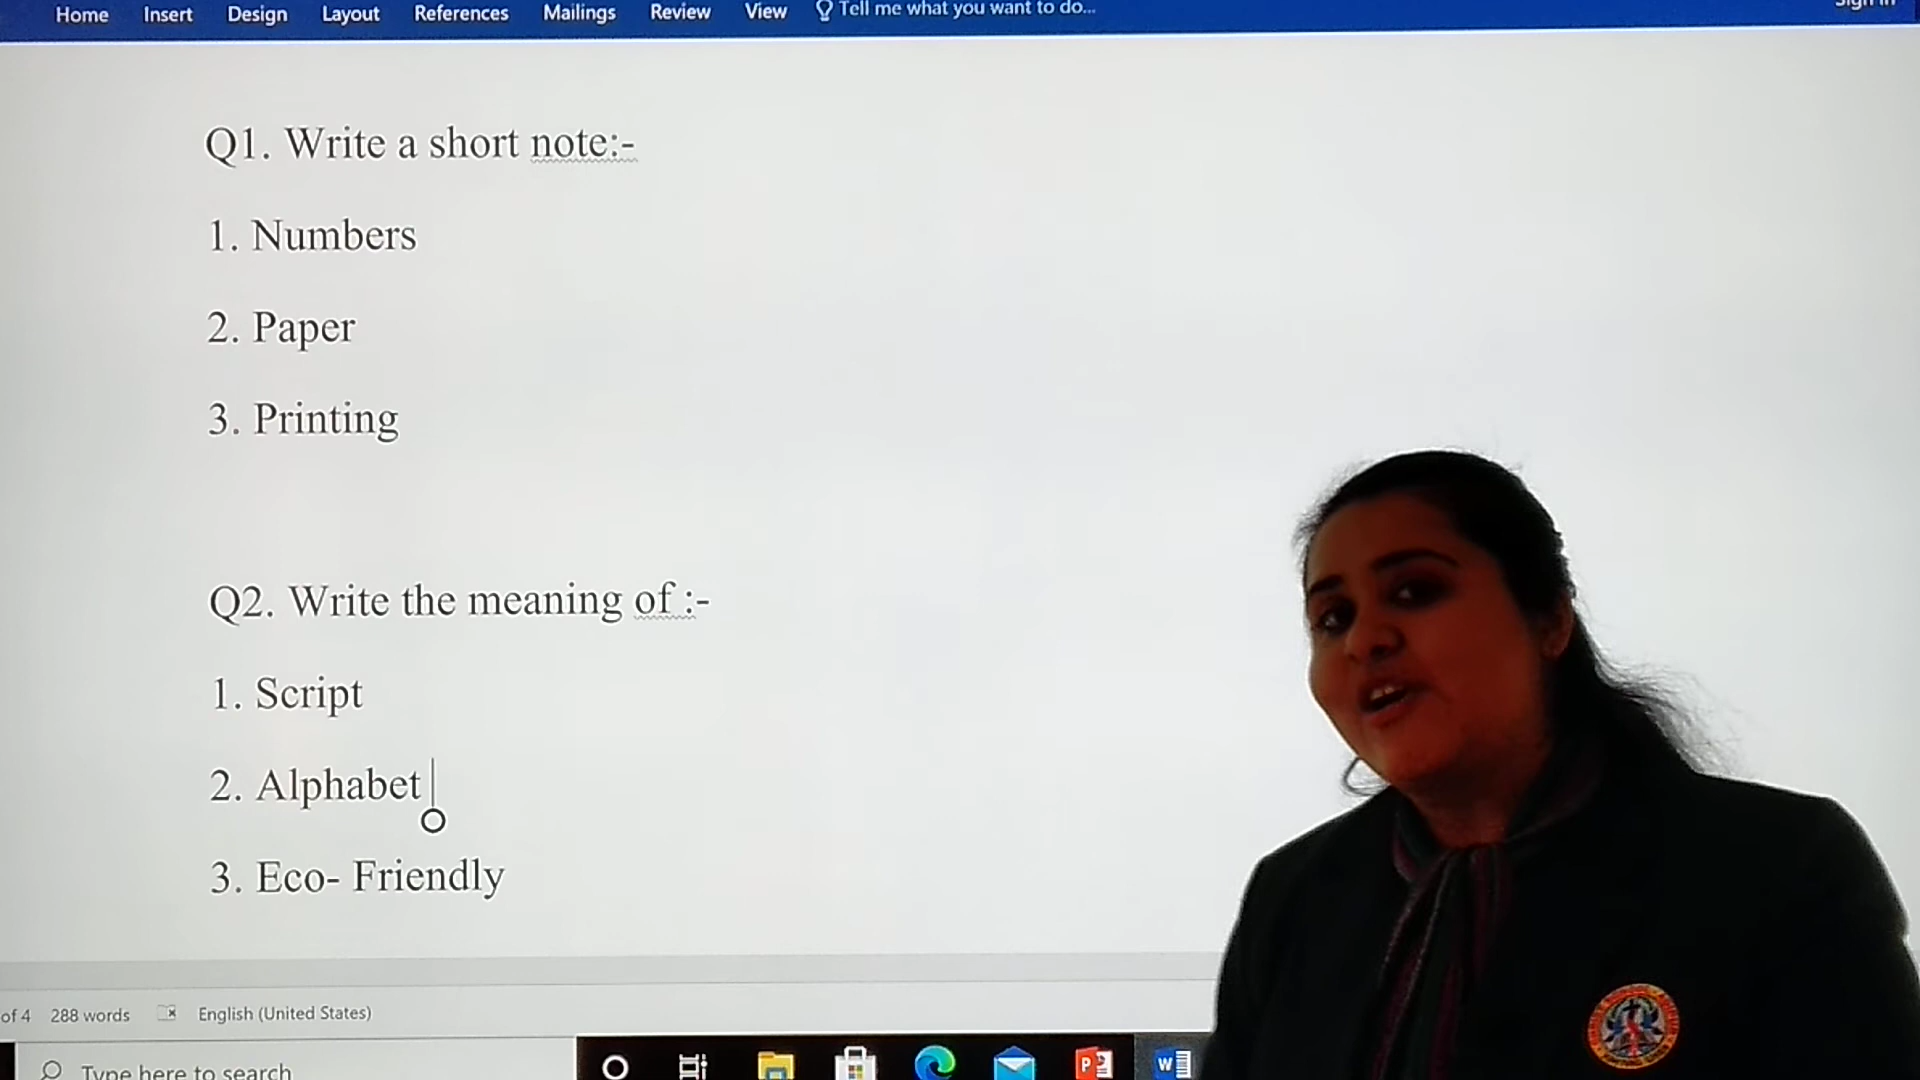 Home Insert Design Layout References Mailings Review View Tell me what you want to do...
Q1. Write a short note:-
1. Numbers
2. Paper
3. Printing
Q2. Write the meaning of :-
1. Script
2. Alphabet
3. Eco- Friendly
of 4 288 words English (United States)
Type here to search